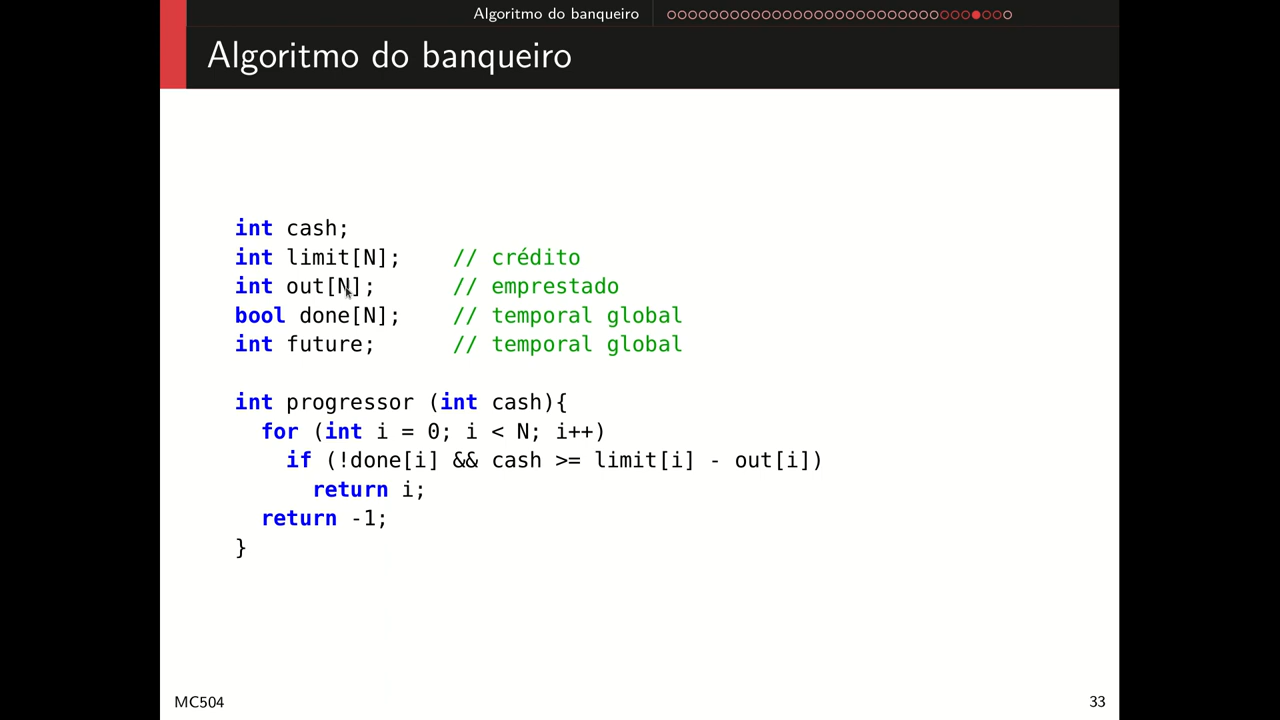 Algoritmo do banqueiro
Algoritmo do banqueiro
int cash;
int limit[N];    // crédito
int out[N];      // emprestado
bool done[N];    // temporal global
int future;      // temporal global
int progressor (int cash){
  for (int i = 0; i < N; i++)
    if (!done[i] && cash >= limit[i] - out[i])
      return i;
  return -1;
}
MC504
33